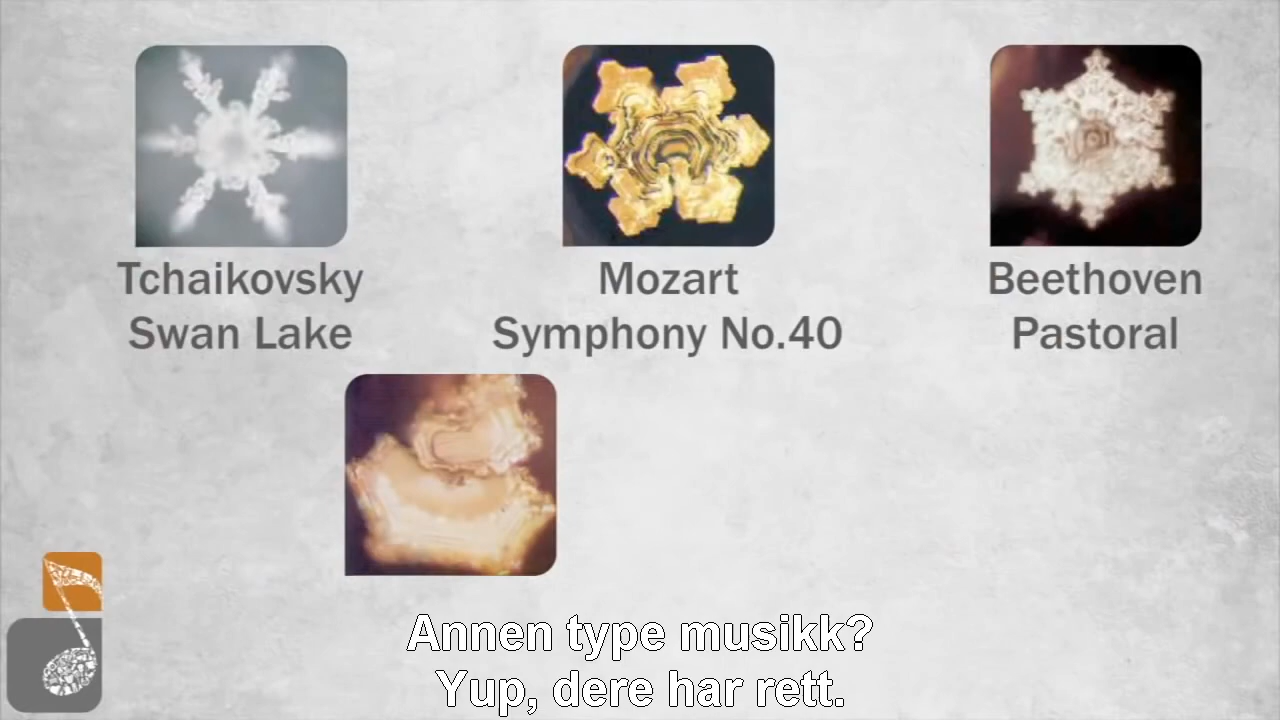 Tchaikovsky
Swan Lake
Mozart
Symphony No.40
Beethoven
Pastoral
Annen type musikk?
Yup, dere har rett.